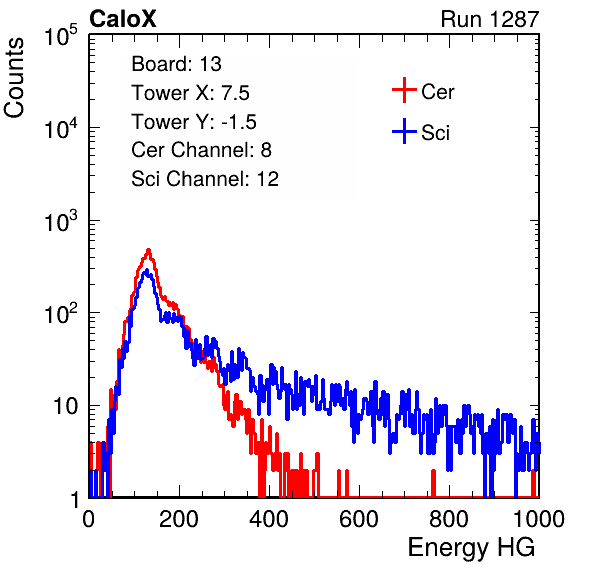 CaloX Run 1287
Counts
10^5
10^4
10^3
10^2
10
1
Board: 13
Tower X: 7.5
Tower Y: -1.5
Cer Channel: 8
Sci Channel: 12
Cer
Sci
0 200 400 600 800 1000
Energy HG